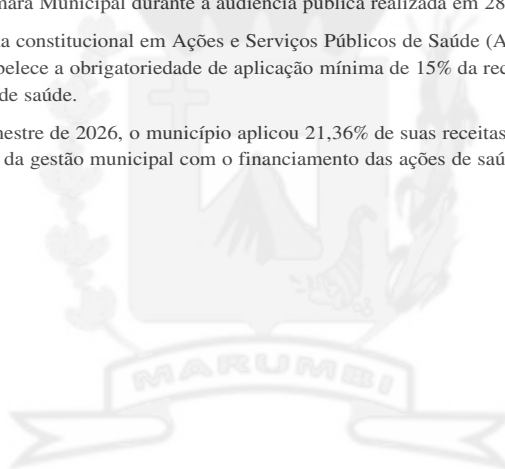 mara Municipal durante a audiência pública realizada em 28
a constitucional em Ações e Serviços Públicos de Saúde (A
belece a obrigatoriedade de aplicação mínima de 15% da rec
de saúde.
nestre de 2026, o município aplicou 21,36% de suas receitas
da gestão municipal com o financiamento das ações de saú
MARUMBI